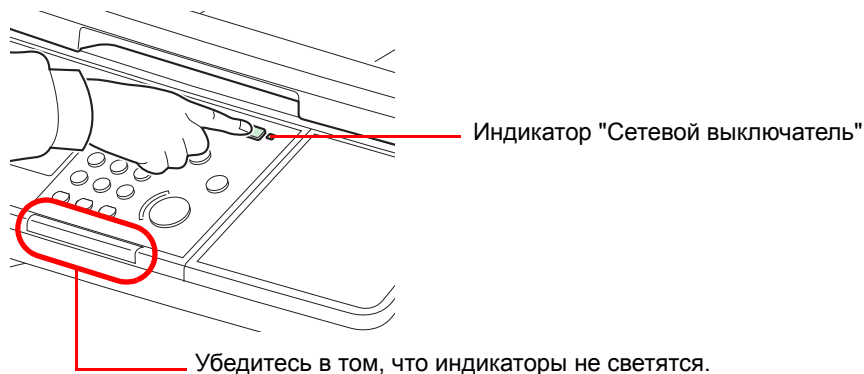 Индикатор "Сетевой выключатель"
Убедитесь в том, что индикаторы не светятся.